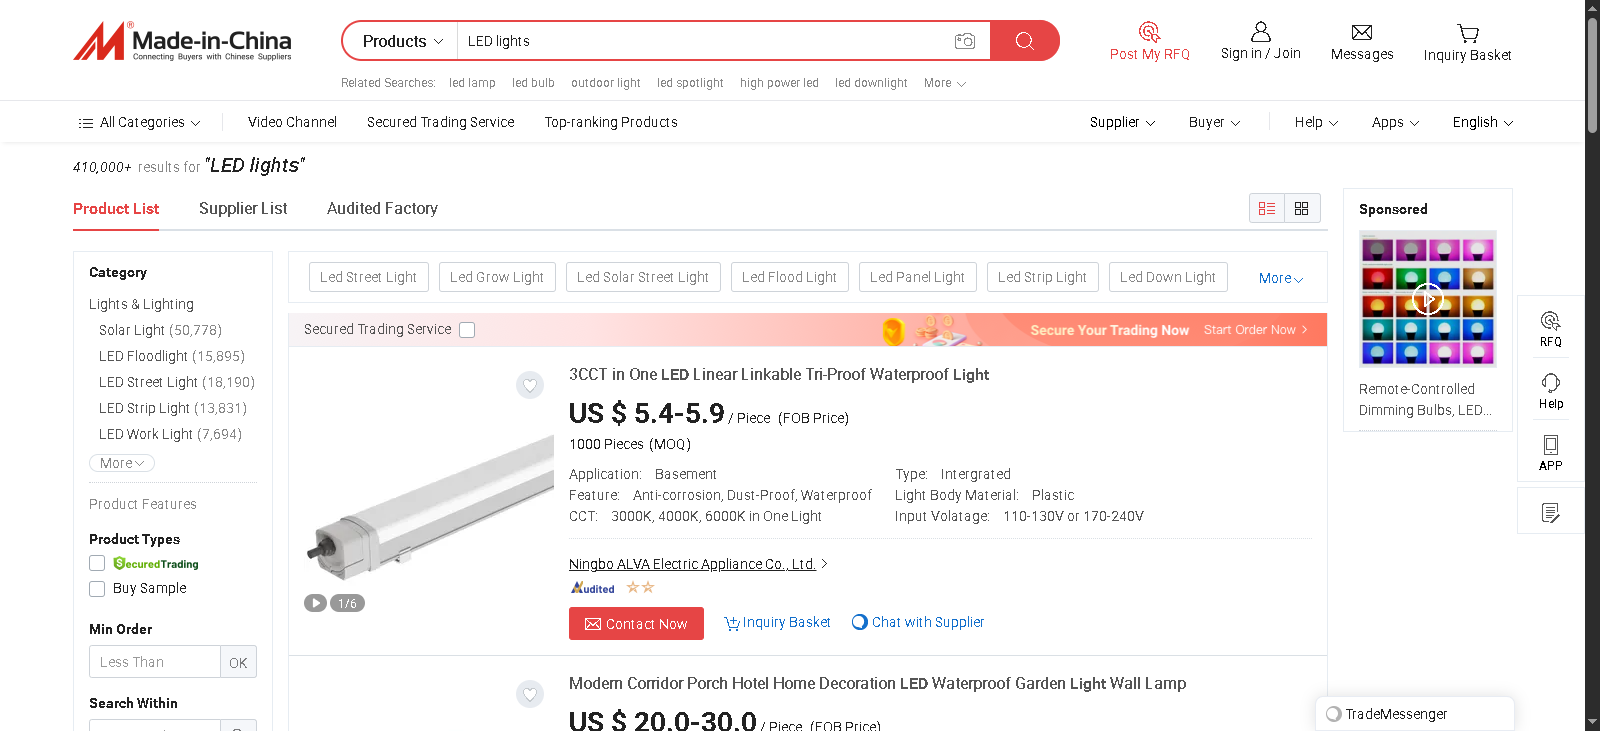 Made-in-China
Connecting Buyers with Chinese Suppliers
Products
LED lights
Post My RFQ
Sign in / Join
Messages
Inquiry Basket
Related Searches: led lamp led bulb outdoor light led spotlight high power led led downlight More
All Categories
Video Channel
Secured Trading Service
Top-ranking Products
Supplier
Buyer
Help
Apps
English
410,000+ results for "LED lights"
Product List
Supplier List
Audited Factory
Category
Lights & Lighting
Solar Light (50,778)
LED Floodlight (15,895)
LED Street Light (18,190)
LED Strip Light (13,831)
LED Work Light (7,694)
More
Product Features
Product Types
Secured Trading
Buy Sample
Min Order
Less Than
OK
Search Within
Led Street Light
Led Grow Light
Led Solar Street Light
Led Flood Light
Led Panel Light
Led Strip Light
Led Down Light
More
Secured Trading Service
Secure Your Trading Now
Start Order Now
3CCT in One LED Linear Linkable Tri-Proof Waterproof Light
US $ 5.4-5.9 / Piece (FOB Price)
1000 Pieces (MOQ)
Application: Basement
Type: Intergrated
Feature: Anti-corrosion, Dust-Proof, Waterproof
Light Body Material: Plastic
CCT: 3000K, 4000K, 6000K in One Light
Input Volatage: 110-130V or 170-240V
Ningbo ALVA Electric Appliance Co., Ltd.
Audited
1/6
Contact Now
Inquiry Basket
Chat with Supplier
Modern Corridor Porch Hotel Home Decoration LED Waterproof Garden Light Wall Lamp
US $ 20.0-30.0 / Piece (FOB Price)
Sponsored
Remote-Controlled
Dimming Bulbs, LED...
RFQ
Help
APP
TradeMessenger